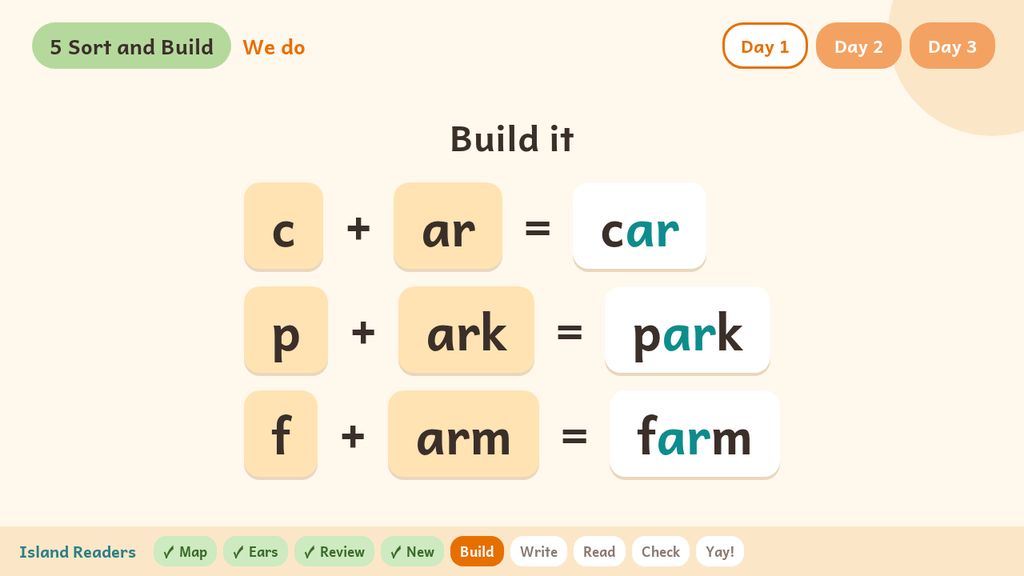 5 Sort and Build We do Day 1 Day 2 Day 3
Build it
c + ar = car
p + ark = park
f + arm = farm
Island Readers ✓ Map ✓ Ears ✓ Review ✓ New Build Write Read Check Yay!